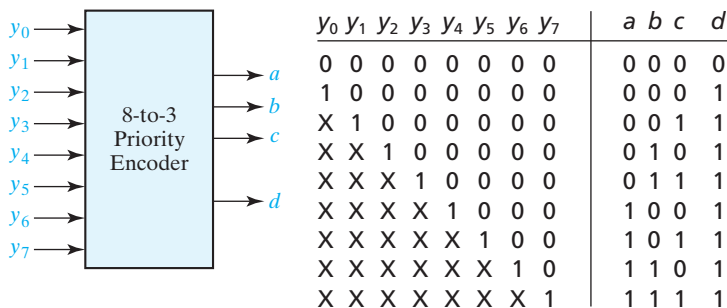 y0
y1
y2
y3
y4
y5
y6
y7
8-to-3
Priority
Encoder
a
b
c
d
y0 y1 y2 y3 y4 y5 y6 y7 a b c d
0 0 0 0 0 0 0 0 0 0 0 0
1 0 0 0 0 0 0 0 0 0 0 1
X 1 0 0 0 0 0 0 0 0 1 1
X X 1 0 0 0 0 0 0 1 0 1
X X X 1 0 0 0 0 0 1 1 1
X X X X 1 0 0 0 1 0 0 1
X X X X X 1 0 0 1 0 1 1
X X X X X X 1 0 1 1 0 1
X X X X X X X 1 1 1 1 1